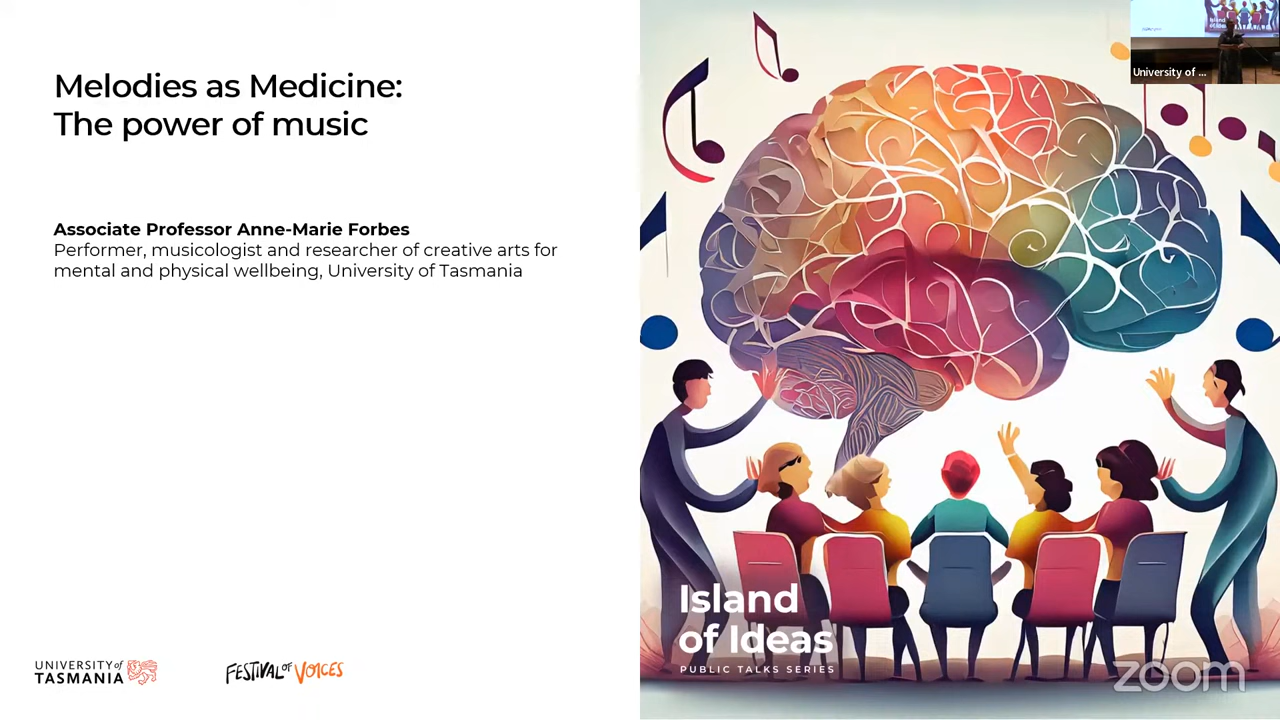 Melodies as Medicine:
The power of music
Associate Professor Anne-Marie Forbes
Performer, musicologist and researcher of creative arts for
mental and physical wellbeing, University of Tasmania
UNIVERSITY of
TASMANIA
FESTIVAL OF VOICES
Island
of Ideas
PUBLIC TALKS SERIES
University of ...
zoom